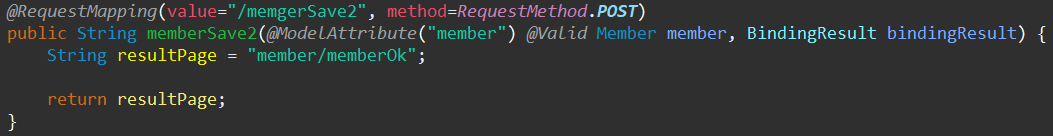 @RequestMapping(value="/memgerSave2", method=RequestMethod.POST)
public String memberSave2(@ModelAttribute("member") @Valid Member member, BindingResult bindingResult) {
    String resultPage = "member/memberOk";

    return resultPage;
}